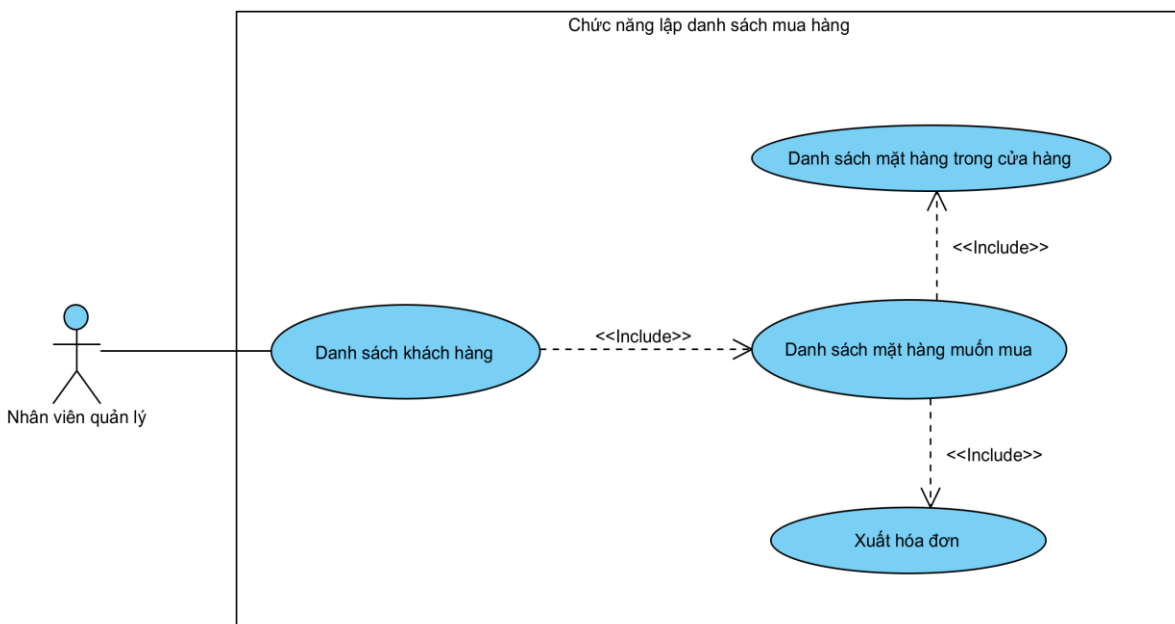 Chức năng lập danh sách mua hàng
Danh sách mặt hàng trong cửa hàng
<<Include>>
Nhân viên quản lý
Danh sách khách hàng
<<Include>>
Danh sách mặt hàng muốn mua
<<Include>>
Xuất hóa đơn